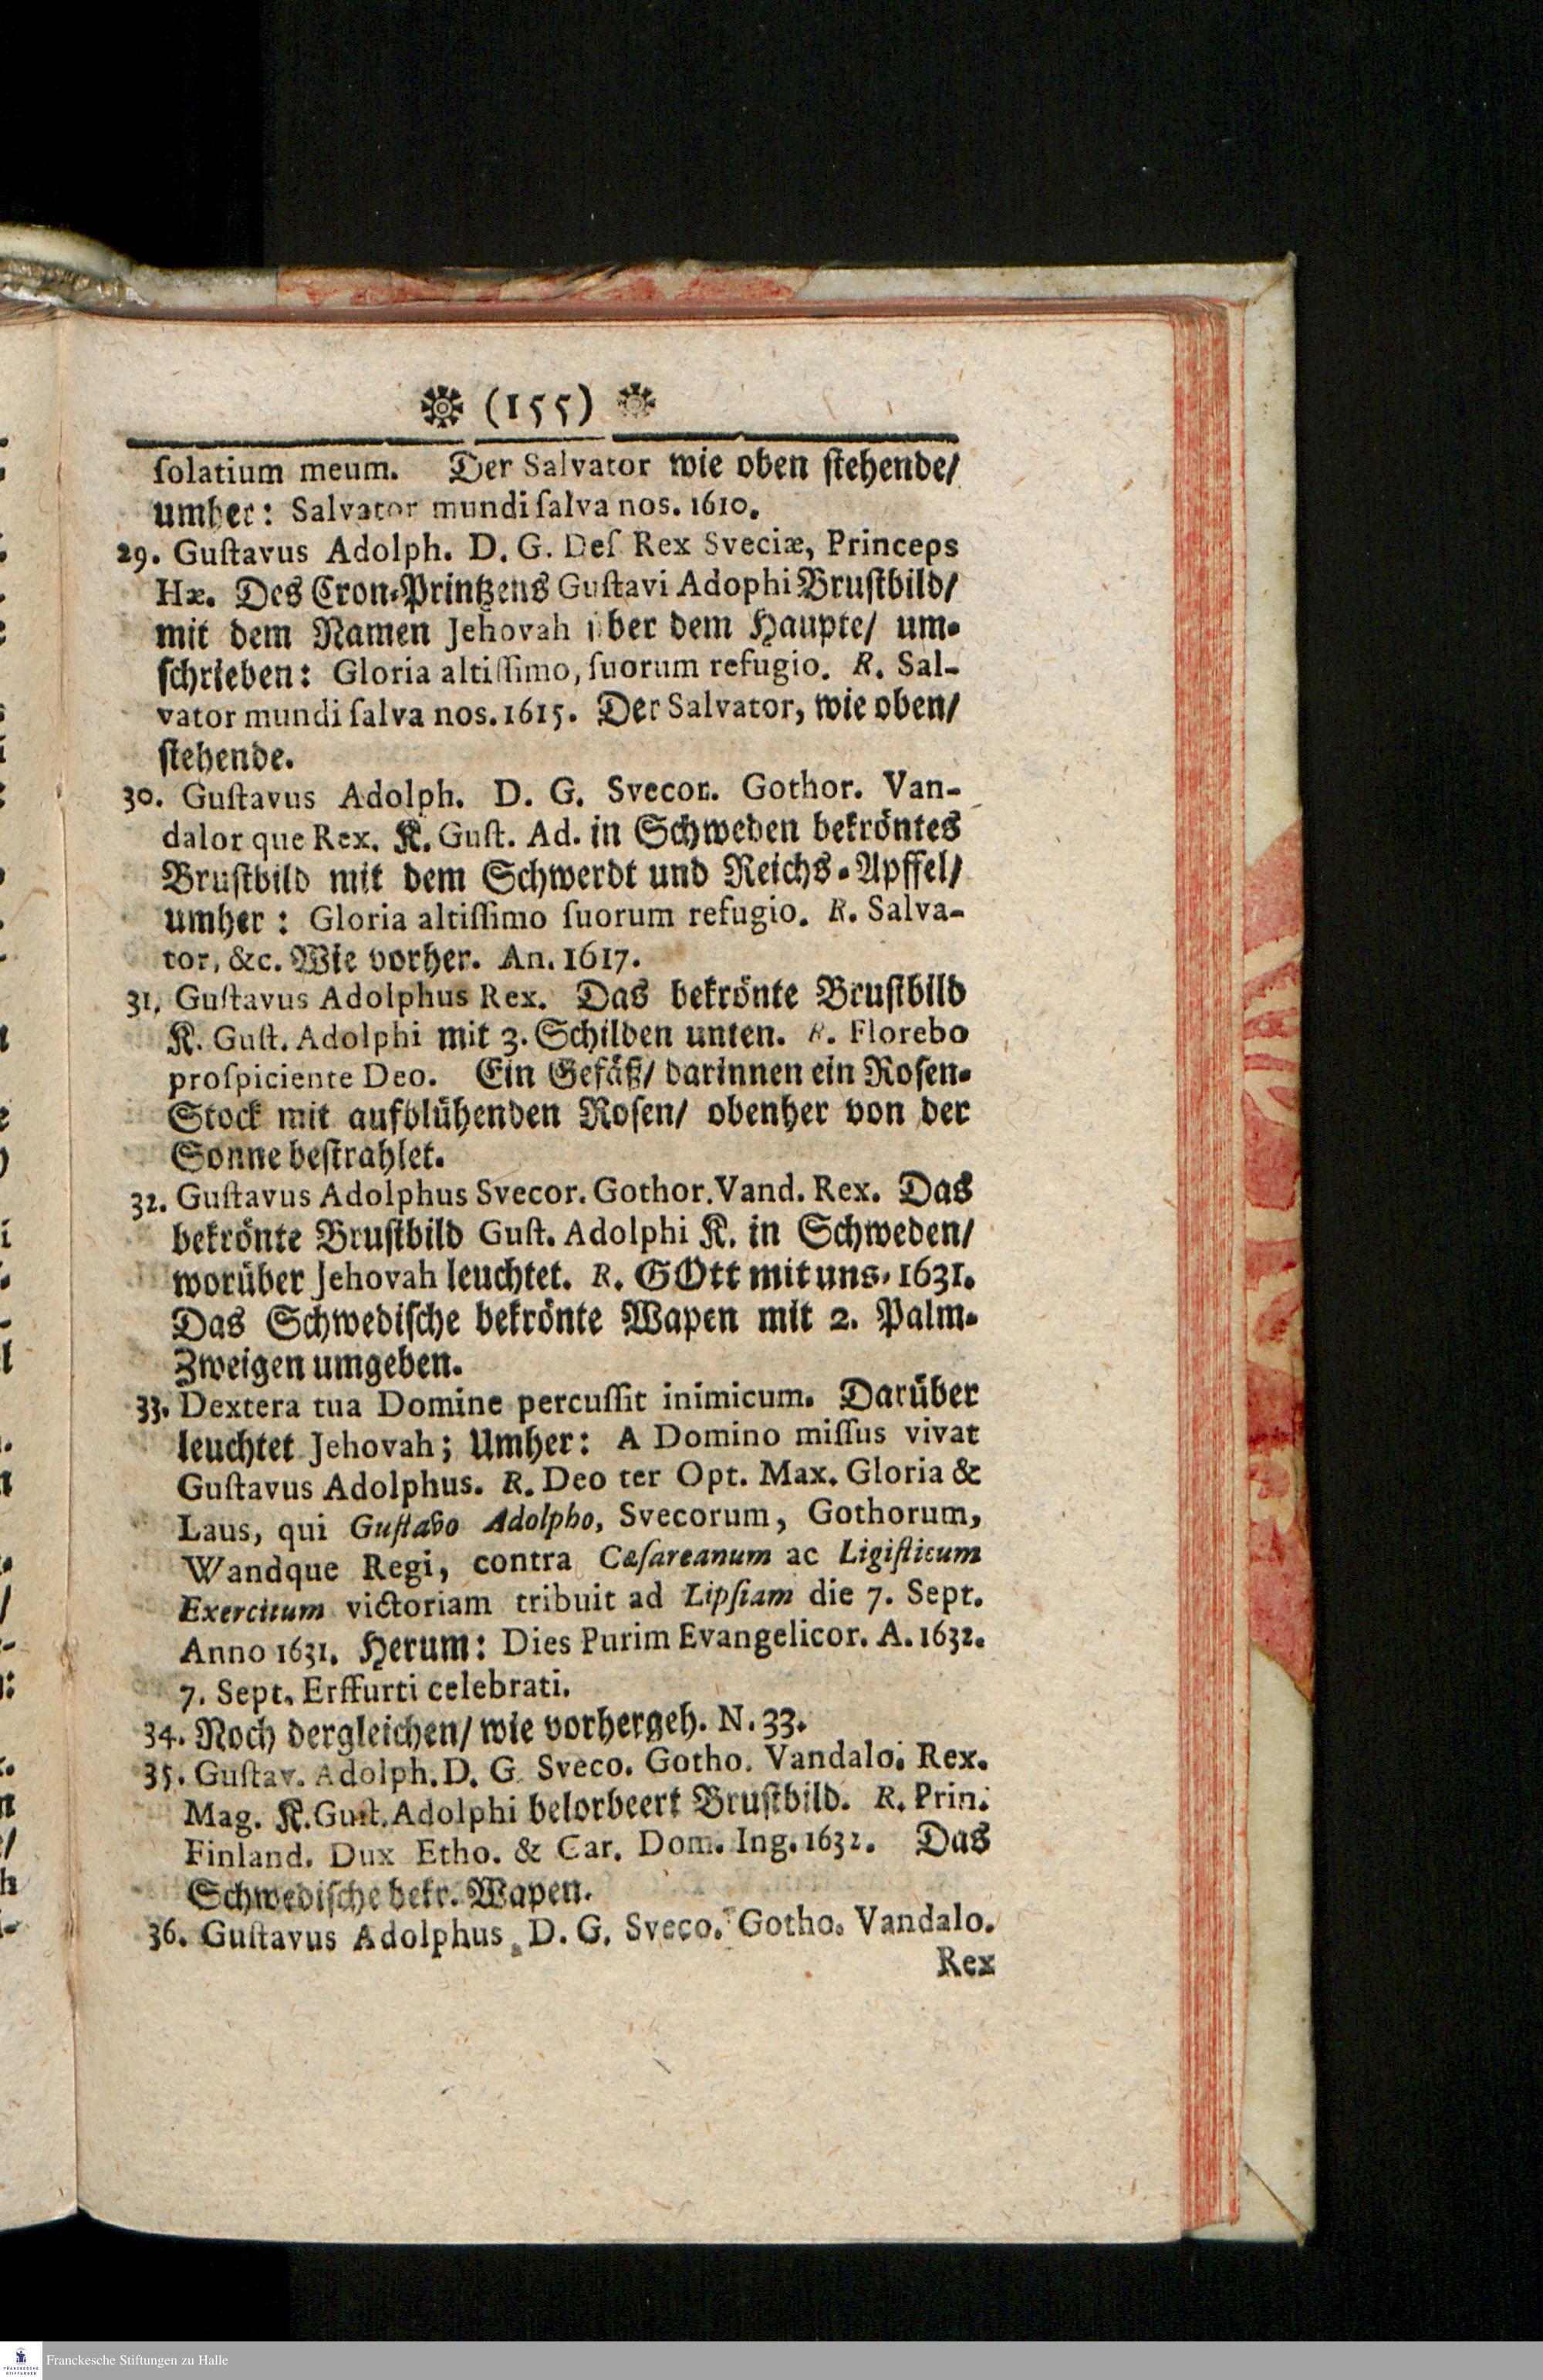 (155)
ſolatium meum. Der Salvator wie oben ſtehende/
umher: Salvator mundi ſalva nos. 1610.
29. Guſtavus Adolph. D. G. Deſ. Rex Sveciæ, Princeps
Hæ. Des Cron-Printzens Guſtavi Adophi Bruſtbild/
mit dem Namen Jehovah über dem Haupte/ um-
ſchrieben: Gloria altiſſimo, ſuorum refugio. R. Sal-
vator mundi ſalva nos. 1615. Der Salvator, wie oben/
ſtehende.
30. Guſtavus Adolph. D. G. Svecor. Gothor. Van-
dalor que Rex. K. Guſt. Ad. in Schweden bekröntes
Bruſtbild mit dem Schwerdt und Reichs-Apffel/
umher: Gloria altiſſimo ſuorum refugio. R. Salva-
tor, &c. Wie vorher. An. 1617.
31, Guſtavus Adolphus Rex. Das bekrönte Bruſtbild
K. Guſt. Adolphi mit 3. Schilden unten. R. Florebo
proſpiciente Deo. Ein Gefäß/ darinnen ein Roſen-
Stock mit aufblühenden Roſen/ obenher von der
Sonne beſtrahlet.
32. Guſtavus Adolphus Svecor. Gothor. Vand. Rex. Das
bekrönte Bruſtbild Guſt. Adolphi K. in Schweden/
worüber Jehovah leuchtet. R. GOtt mit uns, 1631.
Das Schwediſche bekrönte Wapen mit 2. Palm-
Zweigen umgeben.
33. Dextera tua Domine percuſſit inimicum. Darüber
leuchtet Jehovah; Umher: A Domino miſſus vivat
Guſtavus Adolphus. R. Deo ter Opt. Max. Gloria &
Laus, qui Guſtavo Adolpho, Svecorum, Gothorum,
Wandque Regi, contra Cæſareanum ac Ligiſticum
Exercitum victoriam tribuit ad Lipſiam die 7. Sept.
Anno 1631. Herum: Dies Purim Evangelicor. A. 1632.
7. Sept. Erffurti celebrati.
34. Noch dergleichen/ wie vorhergeh. N. 33.
35. Guſtav. Adolph. D. G. Sveco. Gotho. Vandalo. Rex.
Mag. K. Guſt. Adolphi belorbeert Bruſtbild. R. Prin.
Finland. Dux Etho. & Car. Dom. Ing. 1632. Das
Schwediſche bekr. Wapen.
36. Guſtavus Adolphus D. G. Sveco. Gotho. Vandalo.
Rex
Franckesche Stiftungen zu Halle